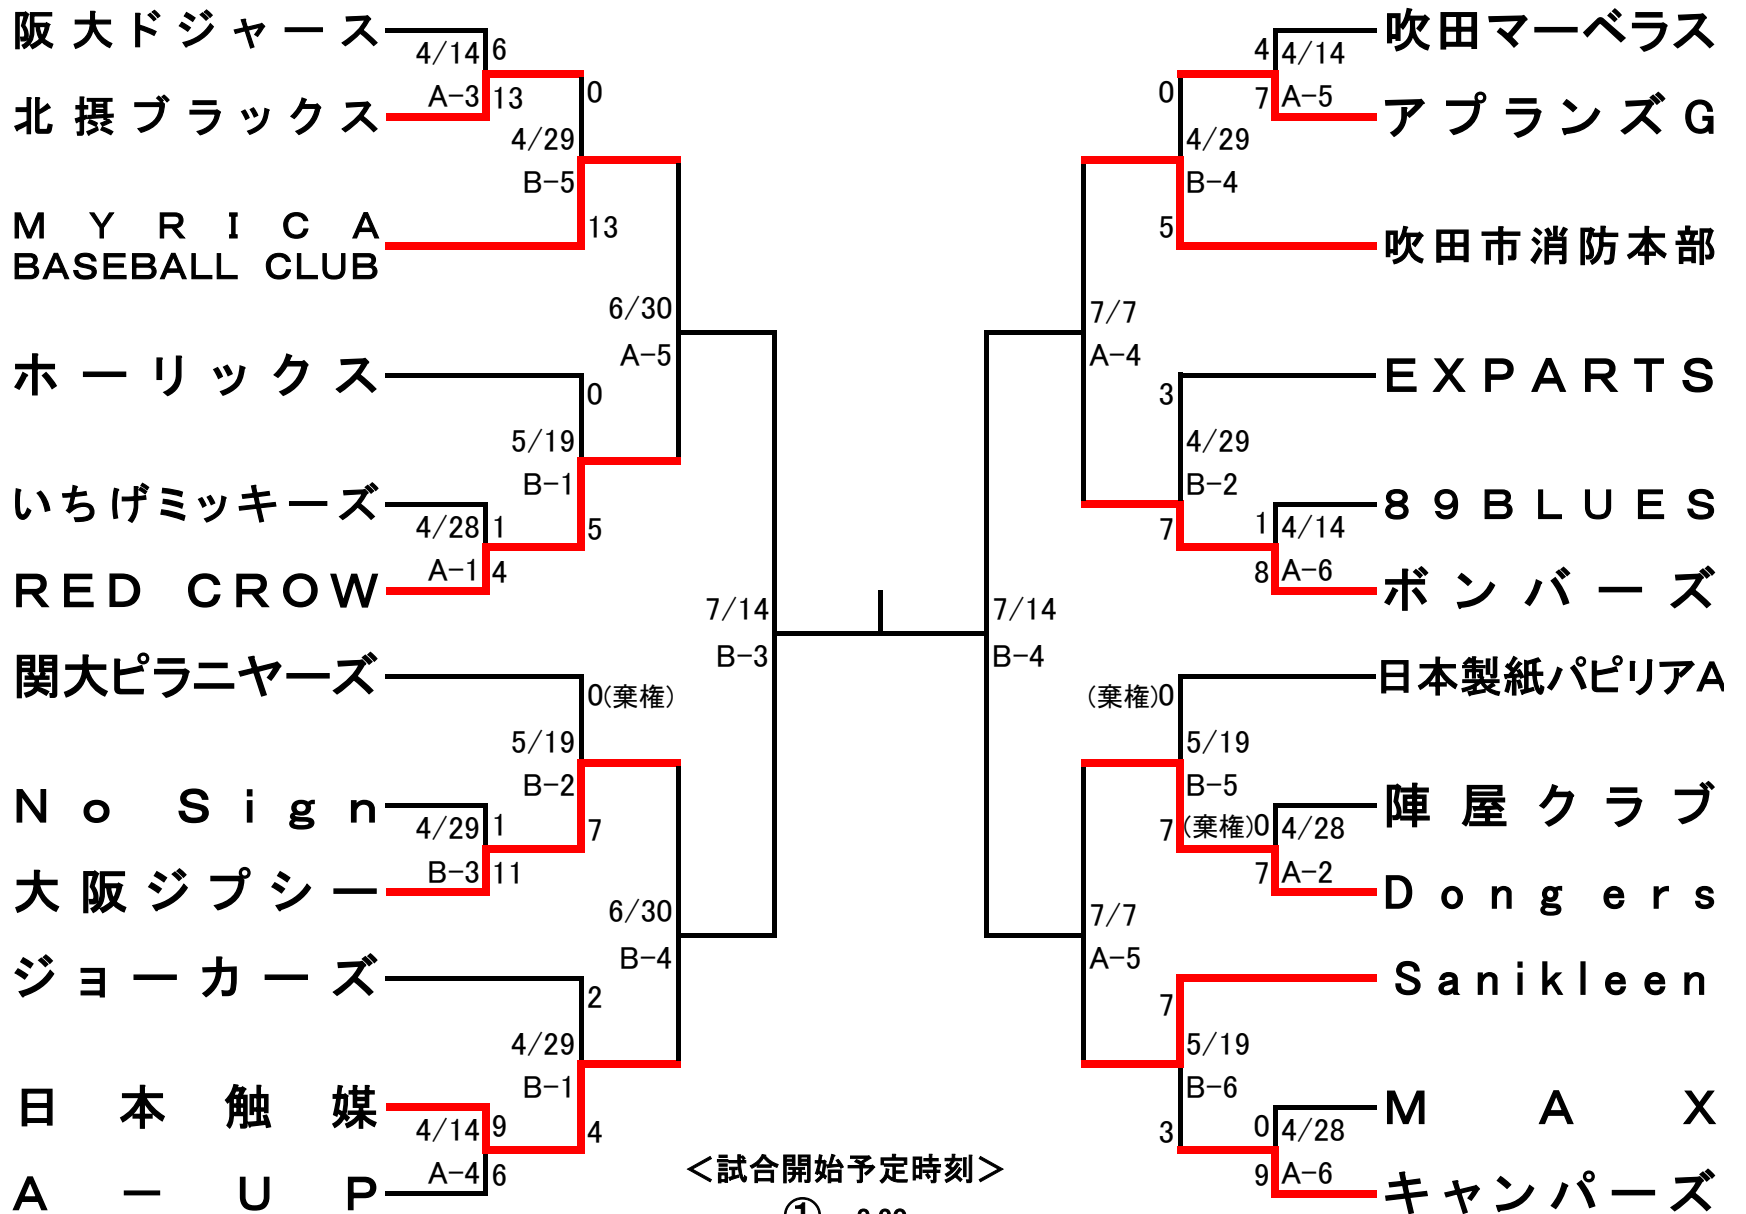 阪大ドジャース
4/14 6
北摂ブラックス
A-3 13
0
4/29
B-5
MYRICA
BASEBALL CLUB
13
6/30
A-5
ホーリックス
0
5/19
B-1
いちげミッキーズ
4/28 1
5
RED CROW
A-1 4
7/14
B-3
関大ピラニヤーズ
0(棄権)
5/19
B-2
No Sign
4/29 1
7
大阪ジプシー
B-3 11
6/30
B-4
ジョーカーズ
2
4/29
B-1
日本触媒
4/14 9
4
A-UP
A-4 6
吹田マーベラス
4 4/14
アプランズG
7 A-5
0
4/29
B-4
吹田市消防本部
5
7/7
A-4
EXPARTS
3
4/29
B-2
89BLUES
1 4/14
7
ボンバーズ
8 A-6
7/14
B-4
日本製紙パピリアA
(棄権)0
5/19
B-5
陣屋クラブ
(棄権)0 4/28
7
Dongers
7 A-2
7/7
A-5
Sanikleen
7
5/19
B-6
MAX
0 4/28
3
キャンパーズ
9 A-6
＜試合開始予定時刻＞
①